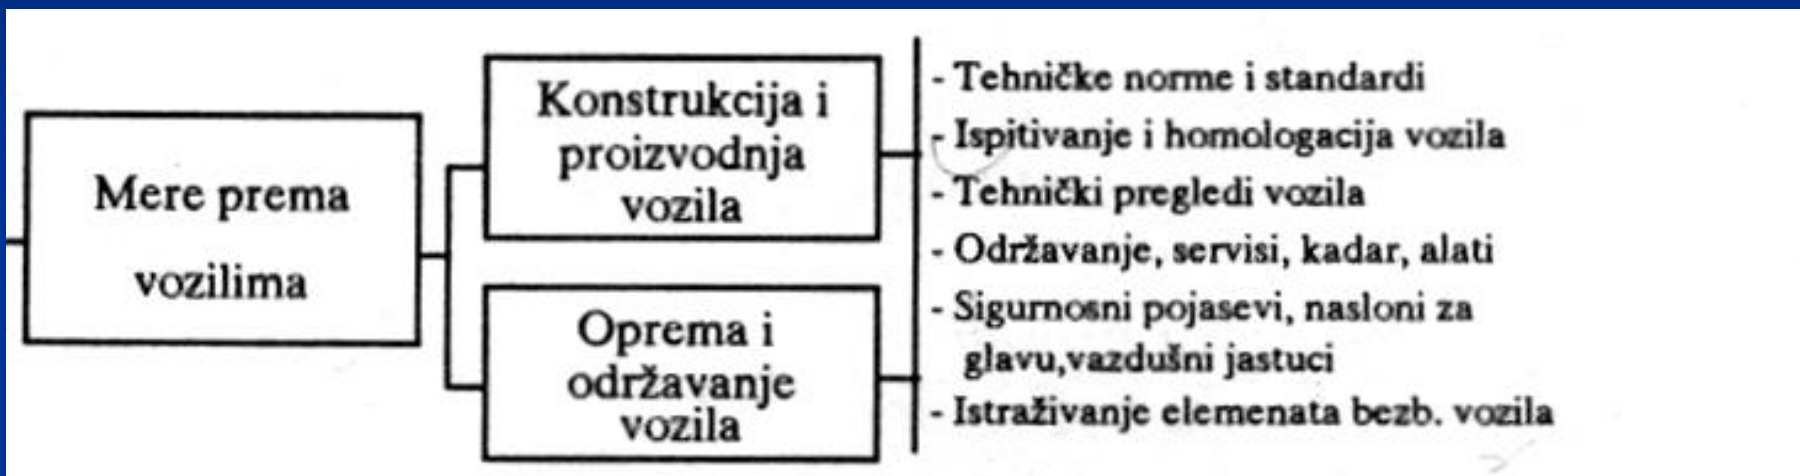 Mere prema
vozilima
Konstrukcija i
proizvodnja
vozila
Oprema i
održavanje
vozila
- Tehničke norme i standardi
- Ispitivanje i homologacija vozila
- Tehnički pregledi vozila
- Održavanje, servisi, kadar, alati
- Sigurnosni pojasevi, nasloni za
glavu,vazdušni jastuci
- Istraživanje elemenata bezb. vozila